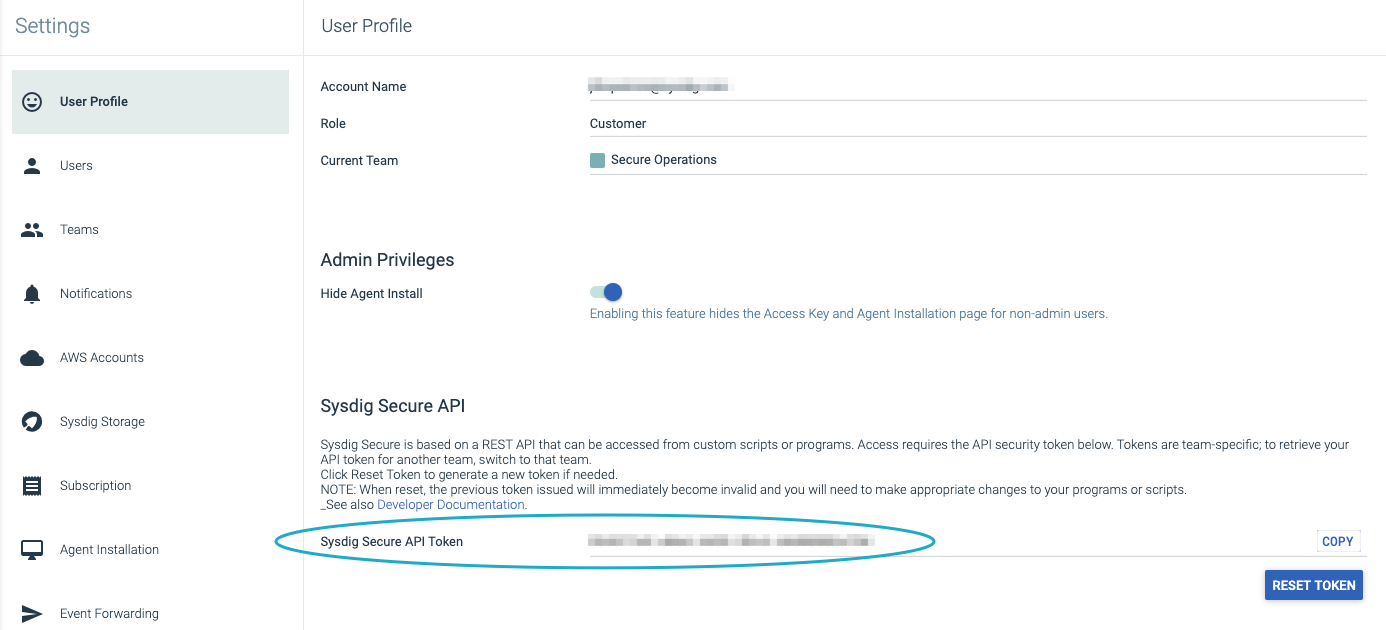 Settings
User Profile
User Profile
Users
Teams
Notifications
AWS Accounts
Sysdig Storage
Subscription
Agent Installation
Event Forwarding
Account Name
Role
Customer
Current Team
Secure Operations
Admin Privileges
Hide Agent Install
Enabling this feature hides the Access Key and Agent Installation page for non-admin users.
Sysdig Secure API
Sysdig Secure is based on a REST API that can be accessed from custom scripts or programs. Access requires the API security token below. Tokens are team-specific; to retrieve your
API token for another team, switch to that team.
Click Reset Token to generate a new token if needed.
NOTE: When reset, the previous token issued will immediately become invalid and you will need to make appropriate changes to your programs or scripts.
_See also Developer Documentation.
Sysdig Secure API Token
COPY
RESET TOKEN